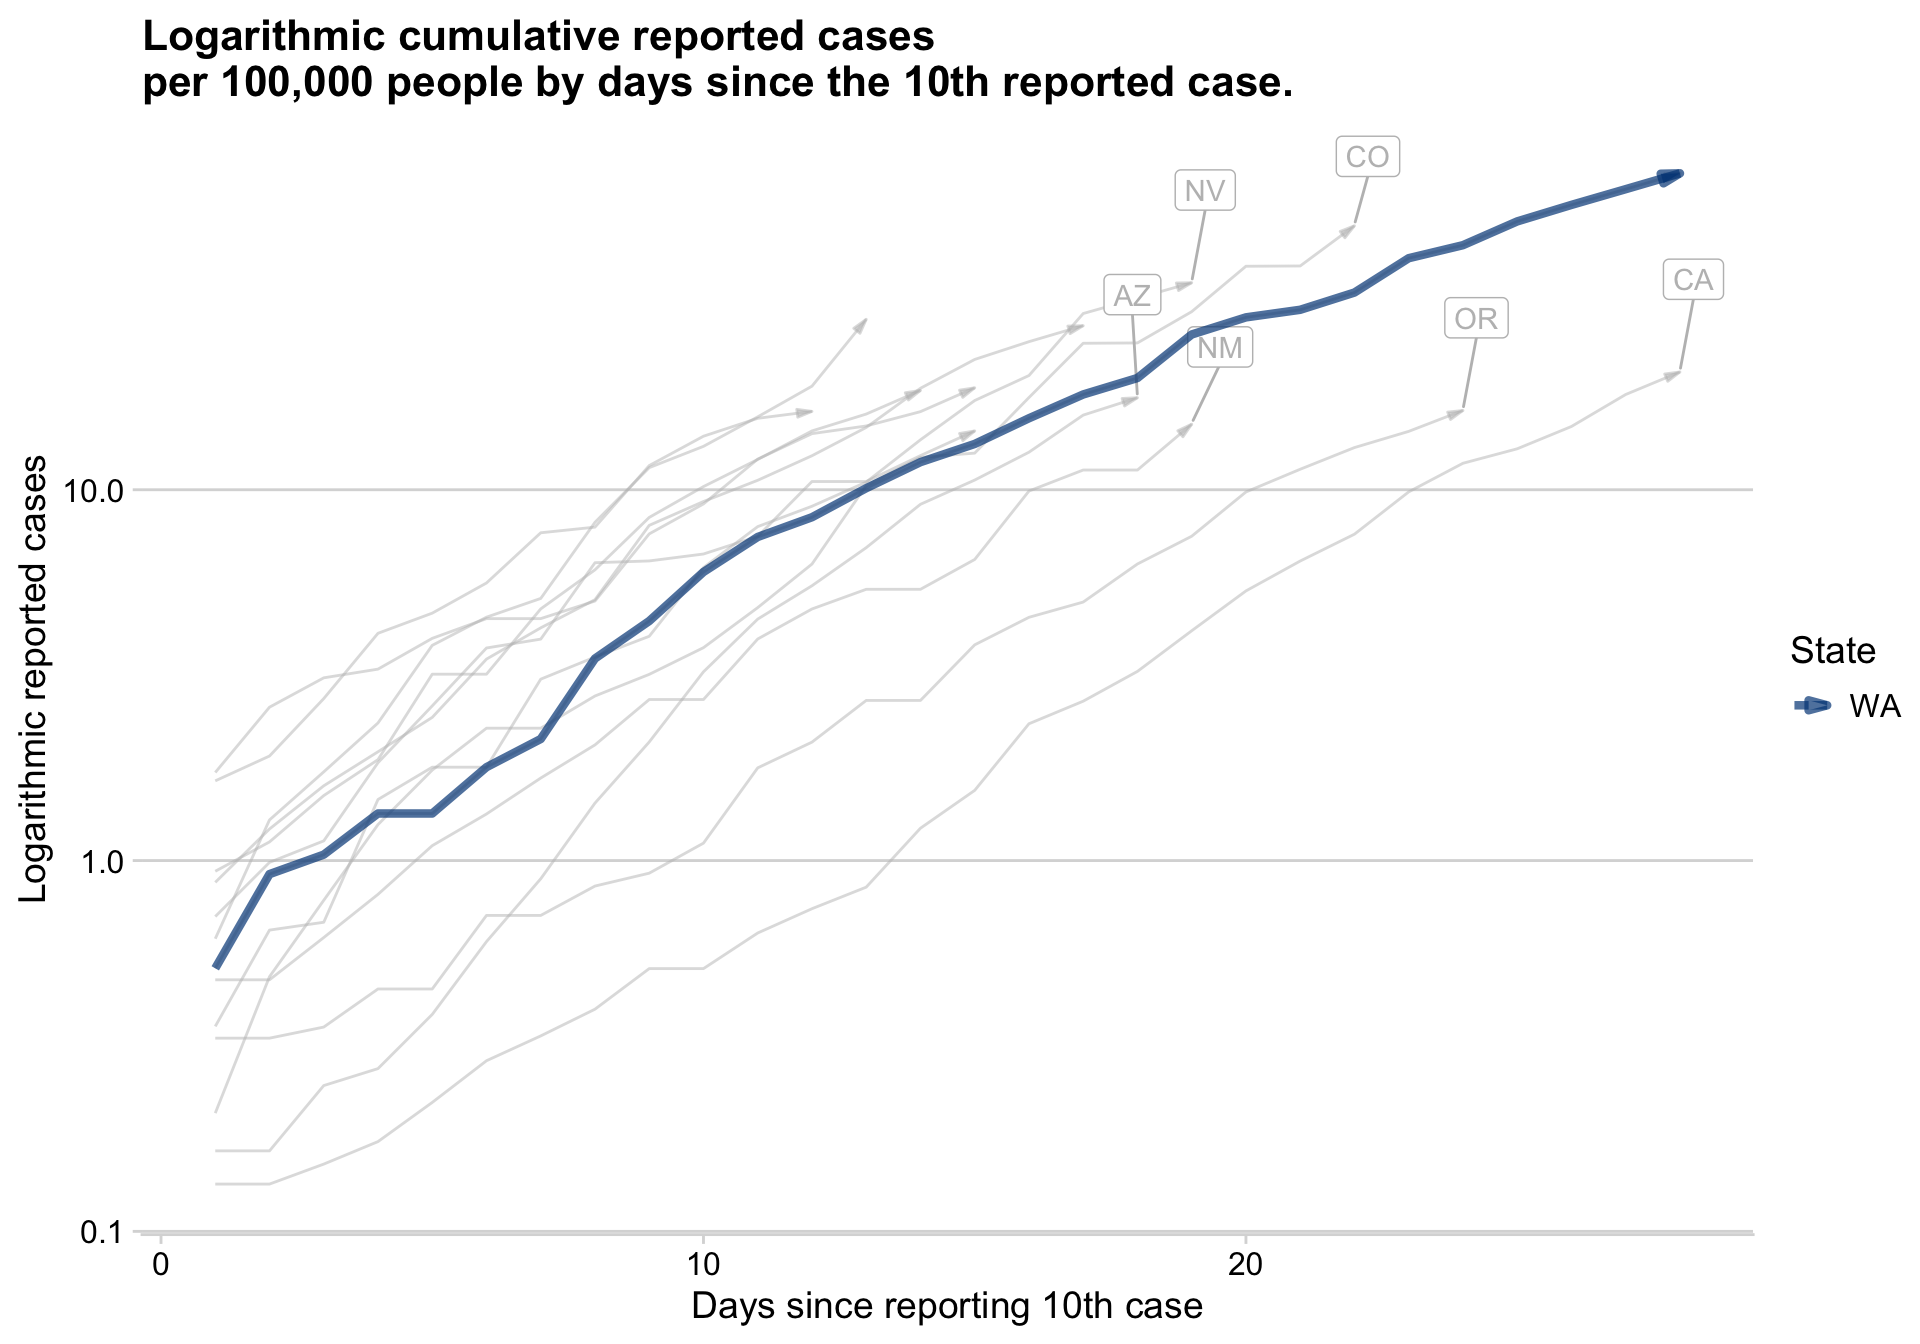 Logarithmic cumulative reported cases
per 100,000 people by days since the 10th reported case.
CO
NV
CA
AZ
OR
NM
10.0
1.0
0.1
Logarithmic reported cases
State
WA
0
10
20
Days since reporting 10th case